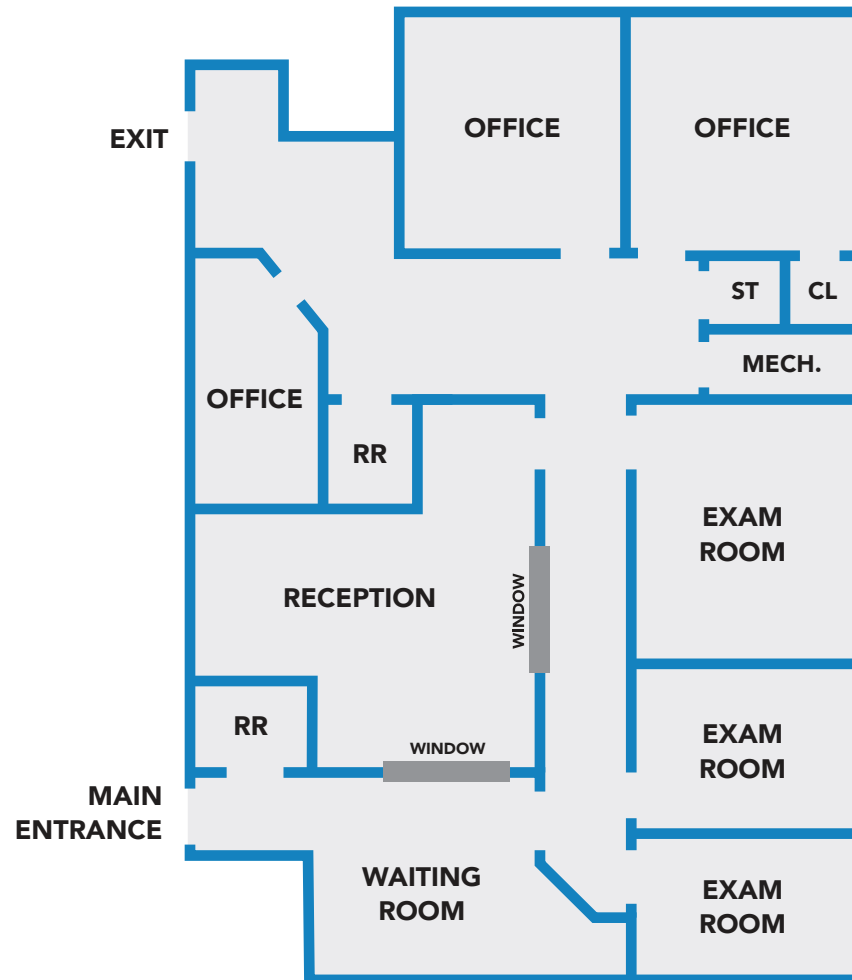 OFFICE
OFFICE
EXIT
ST
CL
MECH.
OFFICE
RR
EXAM
ROOM
RECEPTION
WINDOW
RR
WINDOW
EXAM
ROOM
MAIN
ENTRANCE
WAITING
ROOM
EXAM
ROOM